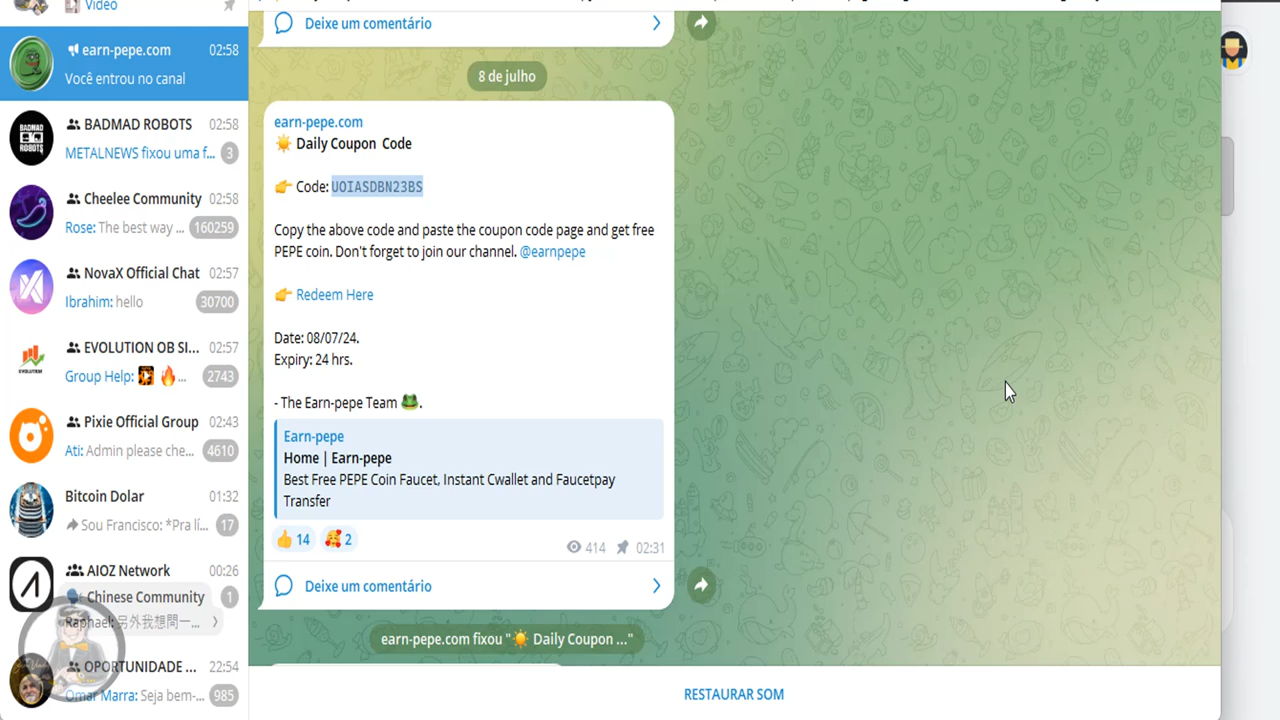 Vídeo
earn-pepe.com 02:58
Você entrou no canal
BADMAD ROBOTS 02:58
METALNEWS fixou uma f... 3
Cheelee Community 02:58
Rose: The best way ... 160259
NovaX Official Chat 02:57
Ibrahim: hello 30700
EVOLUTION OB SI... 02:57
Group Help: 🔥... 2743
Pixie Official Group 02:43
Ati: Admin please che... 4610
Bitcoin Dolar 01:32
Sou Francisco: *Pra lí... 17
AIOZ Network 00:26
Chinese Community 1
Raphael: 另外我想問一...
OPORTUNIDADE ... 22:54
Omar Marra: Seja bem-... 985
Deixe um comentário
8 de julho
earn-pepe.com
☀️ Daily Coupon Code
👉 Code: UOIASDBN23BS
Copy the above code and paste the coupon code page and get free
PEPE coin. Don't forget to join our channel. @earnpepe
👉 Redeem Here
Date: 08/07/24.
Expiry: 24 hrs.
- The Earn-pepe Team 🐸.
Earn-pepe
Home | Earn-pepe
Best Free PEPE Coin Faucet, Instant Cwallet and Faucetpay
Transfer
👍 14 🥰 2
414 02:31
Deixe um comentário
earn-pepe.com fixou "☀️ Daily Coupon ..."
RESTAURAR SOM